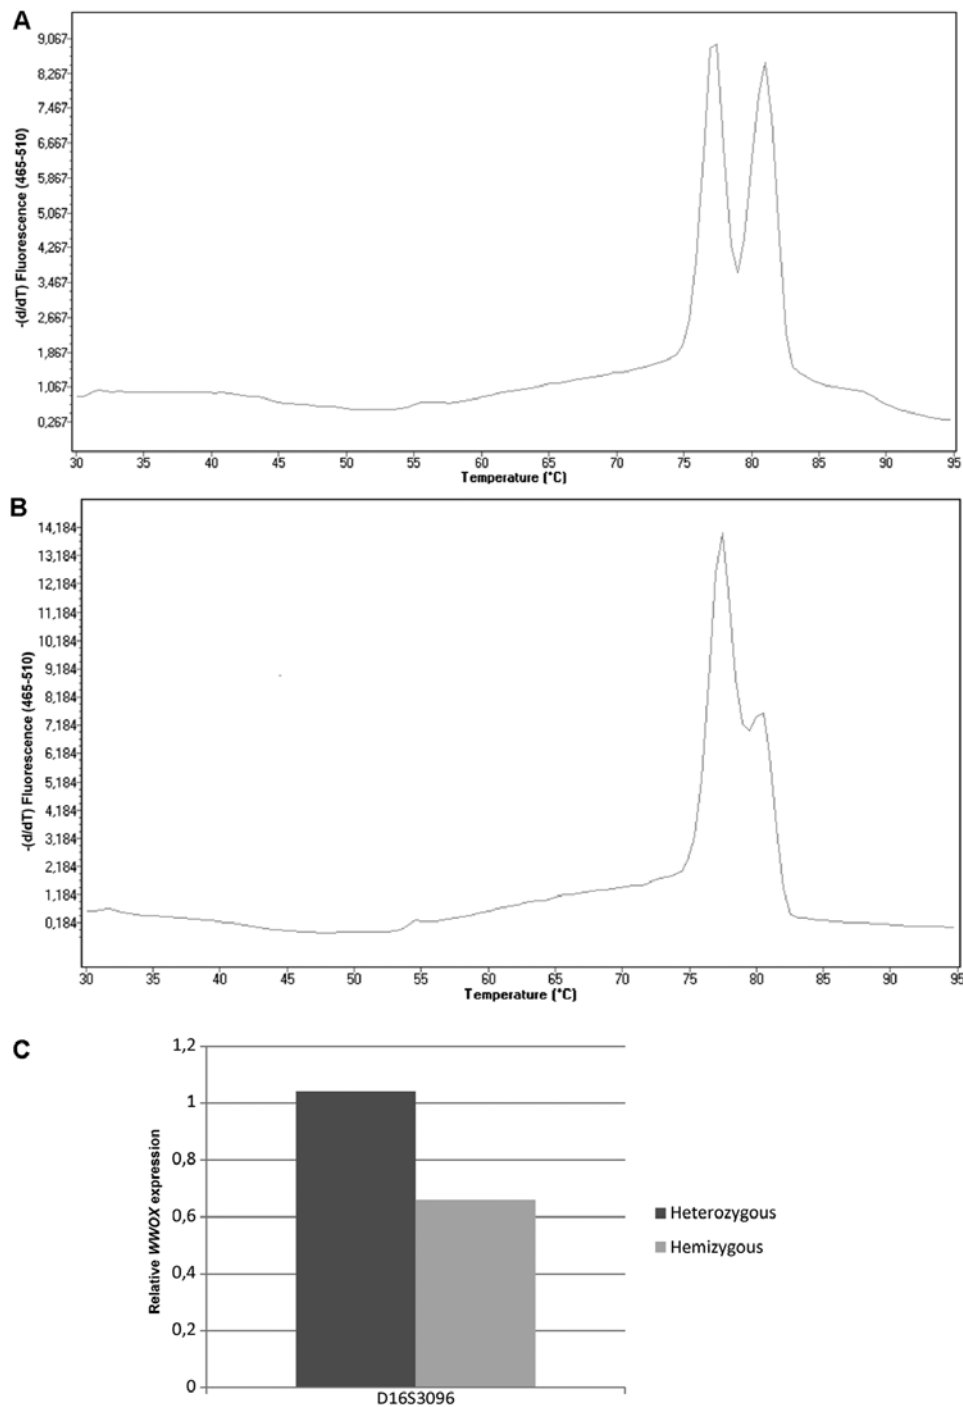 A
9,067
8,267
7,467
6,667
5,867
5,067
4,267
3,467
2,667
1,867
1,067
0,267
-(d/dT) Fluorescence (465-510)
30 35 40 45 50 55 60 65 70 75 80 85 90 95
Temperature (°C)
B
14,184
13,184
12,184
11,184
10,184
9,184
8,184
7,184
6,184
5,184
4,184
3,184
2,184
1,184
0,184
-(d/dT) Fluorescence (465-510)
30 35 40 45 50 55 60 65 70 75 80 85 90 95
Temperature (°C)
C
1,2
1
0,8
0,6
0,4
0,2
0
Relative WWOX expression
D16S3096
Heterozygous
Hemizygous